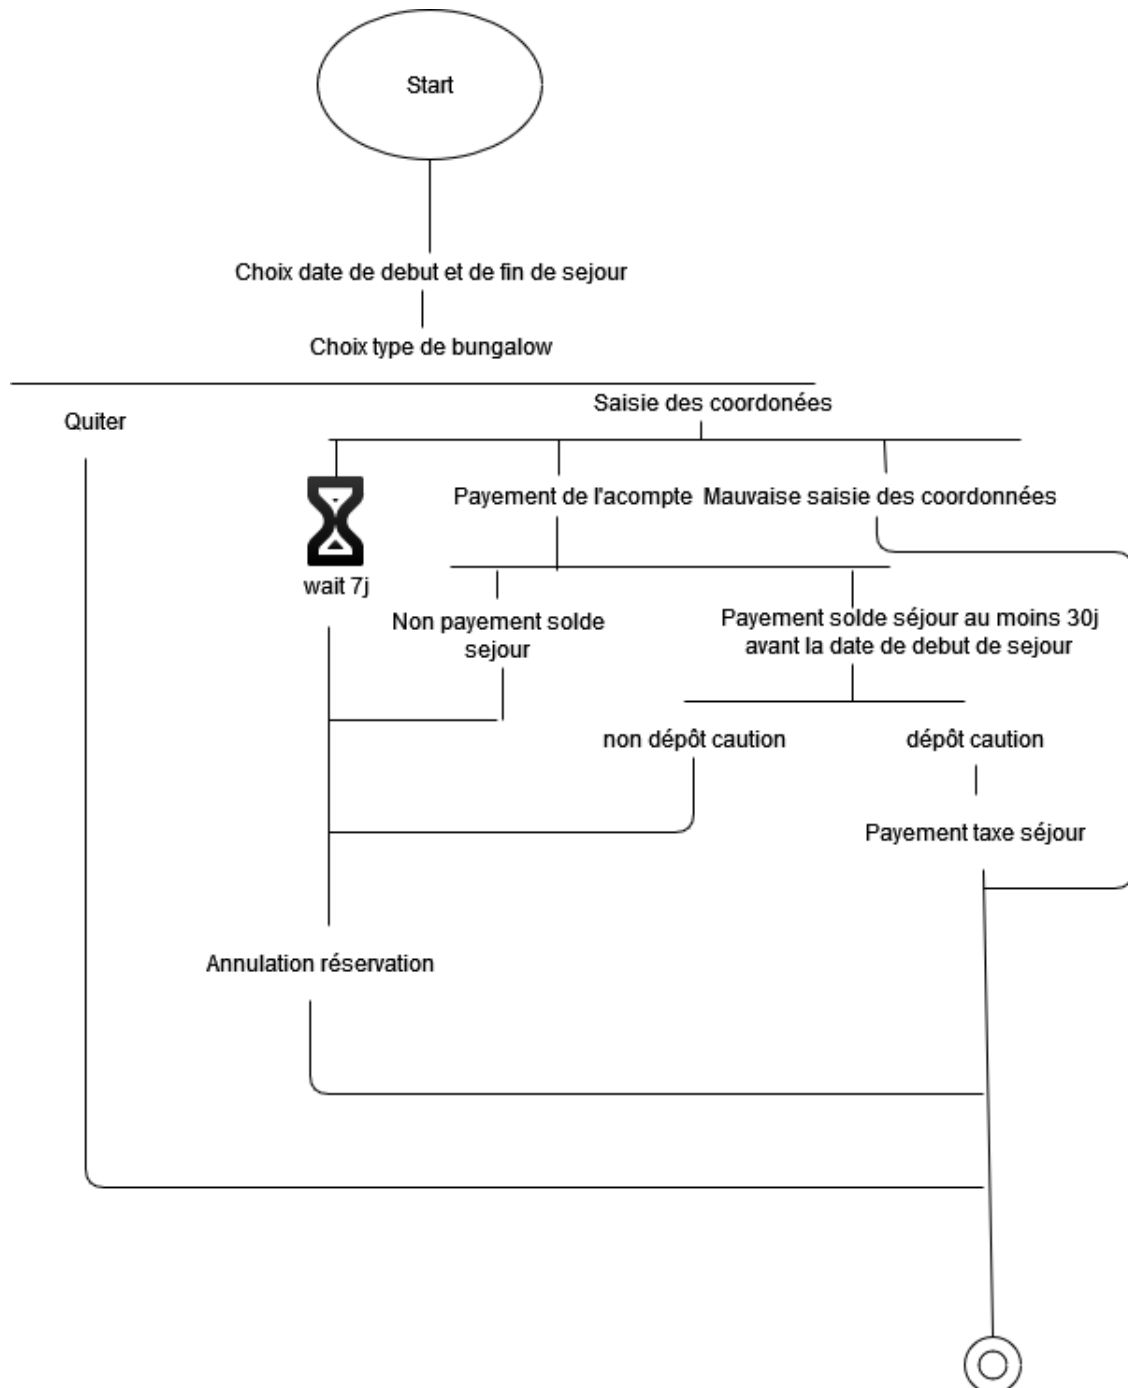 Start
Choix date de debut et de fin de sejour
Choix type de bungalow
Quiter
Saisie des coordonées
Payement de l'acompte
Mauvaise saisie des coordonnées
wait 7j
Non payement solde
sejour
Payement solde séjour au moins 30j
avant la date de debut de sejour
non dépôt caution
dépôt caution
Payement taxe séjour
Annulation réservation